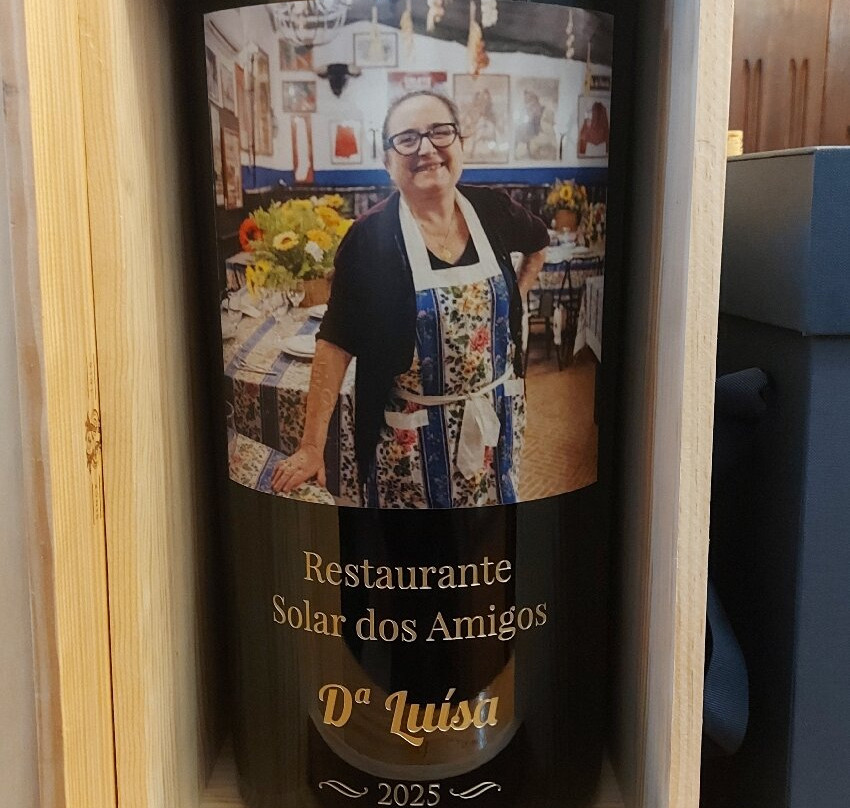 Restaurante
Solar dos Amigos
Dª Luísa
2025